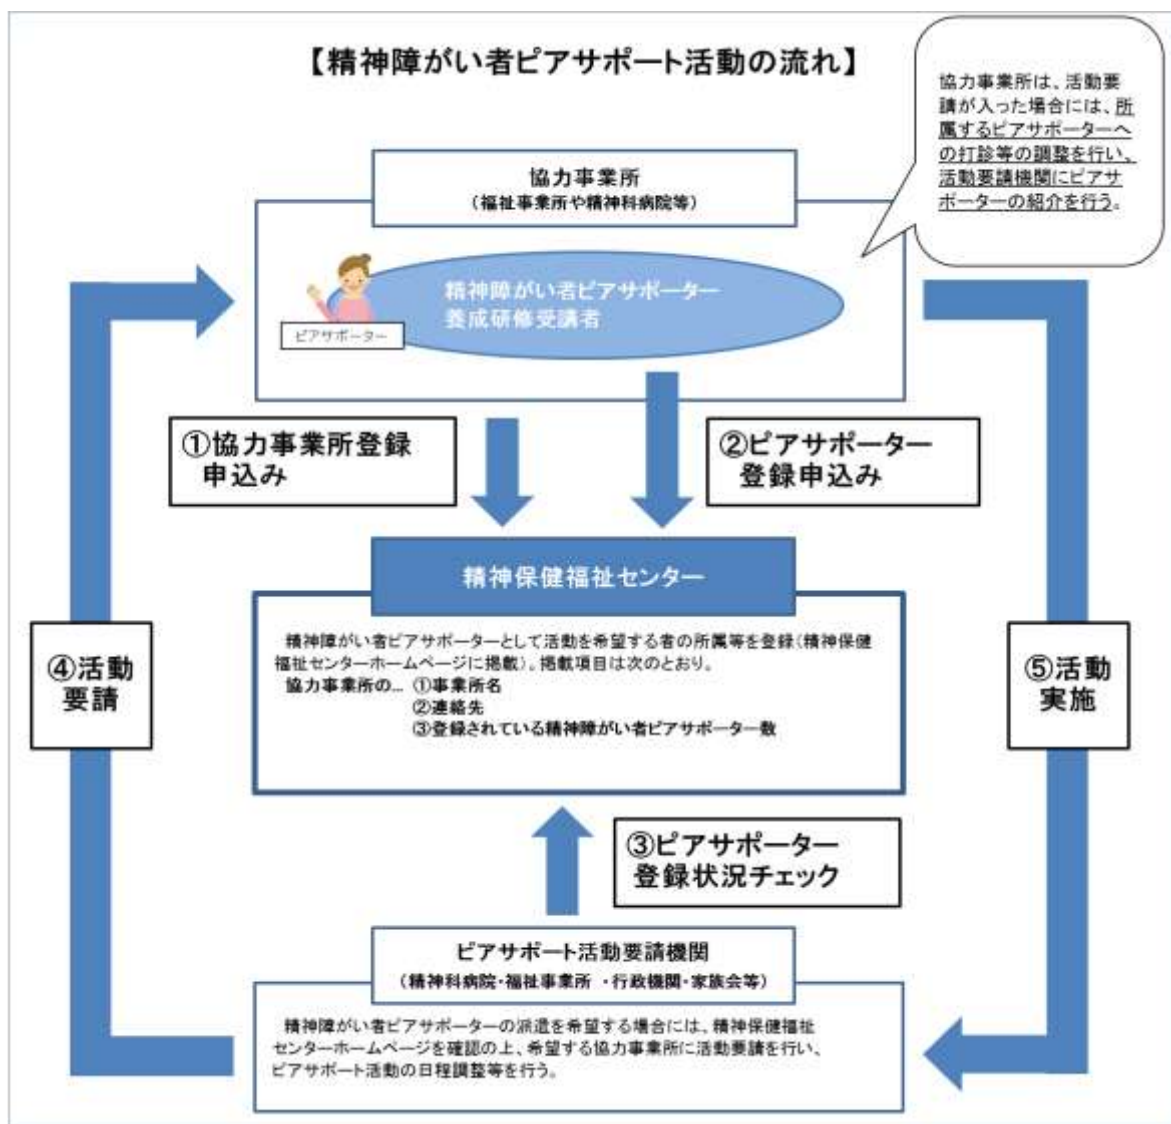 【精神障がい者ピアサポート活動の流れ】
協力事業所は、活動要
請が入った場合には、所
属するピアサポーターへ
の打診等の調整を行い、
活動要請機関にピアサ
ポーターの紹介を行う。
協力事業所
（福祉事業所や精神科病院等）
精神障がい者ピアサポーター
養成研修受講者
ピアサポーター
①協力事業所登録
申込み
②ピアサポーター
登録申込み
精神保健福祉センター
精神障がい者ピアサポーターとして活動を希望する者の所属等を登録（精神保健
福祉センターホームページに掲載）。掲載項目は次のとおり。
協力事業所の… ①事業所名
②連絡先
③登録されている精神障がい者ピアサポーター数
④活動
要請
⑤活動
実施
③ピアサポーター
登録状況チェック
ピアサポート活動要請機関
（精神科病院・福祉事業所 ・行政機関・家族会等）
精神障がい者ピアサポーターの派遣を希望する場合には、精神保健福祉
センターホームページを確認の上、希望する協力事業所に活動要請を行い、
ピアサポート活動の日程調整等を行う。